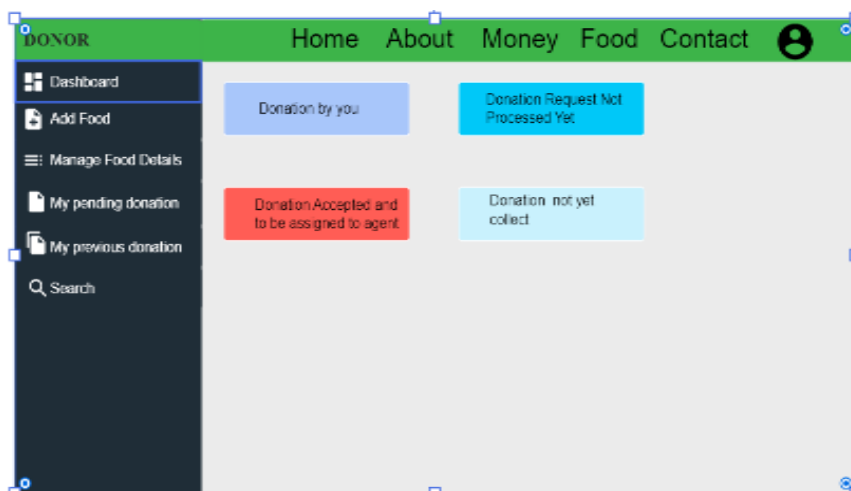 DONOR
Home About Money Food Contact
Dashboard
Add Food
Manage Food Details
My pending donation
My previous donation
Search
Donation by you
Donation Request Not
Processed Yet
Donation Accepted and
to be assigned to agent
Donation not yet
collect